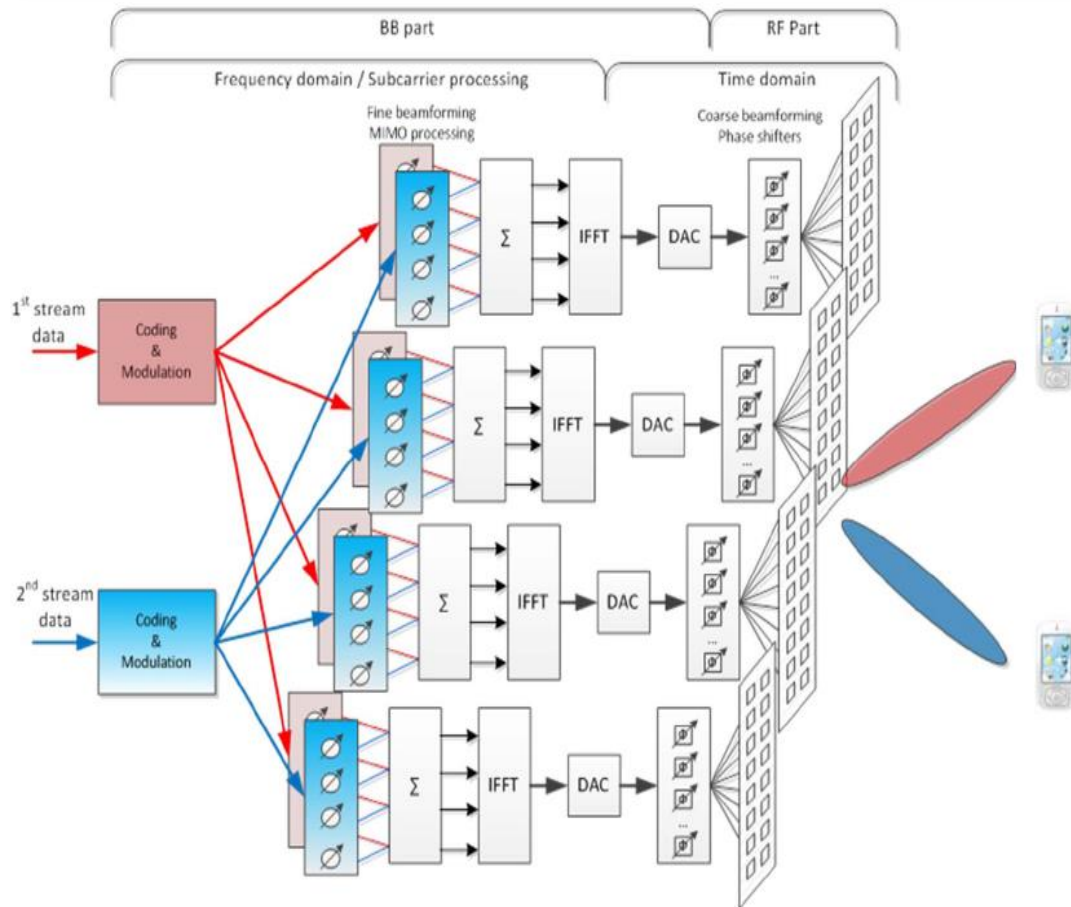 BB part
RF Part
Frequency domain / Subcarrier processing
Time domain
Fine beamforming
MIMO processing
Coarse beamforming
Phase shifters
Σ
IFFT
DAC
Φ
Φ
Φ
...
Φ
1st stream
data
Coding
&
Modulation
Σ
IFFT
DAC
Φ
Φ
Φ
...
Φ
2nd stream
data
Coding
&
Modulation
Σ
IFFT
DAC
Φ
Φ
Φ
...
Φ
Σ
IFFT
DAC
Φ
Φ
Φ
...
Φ